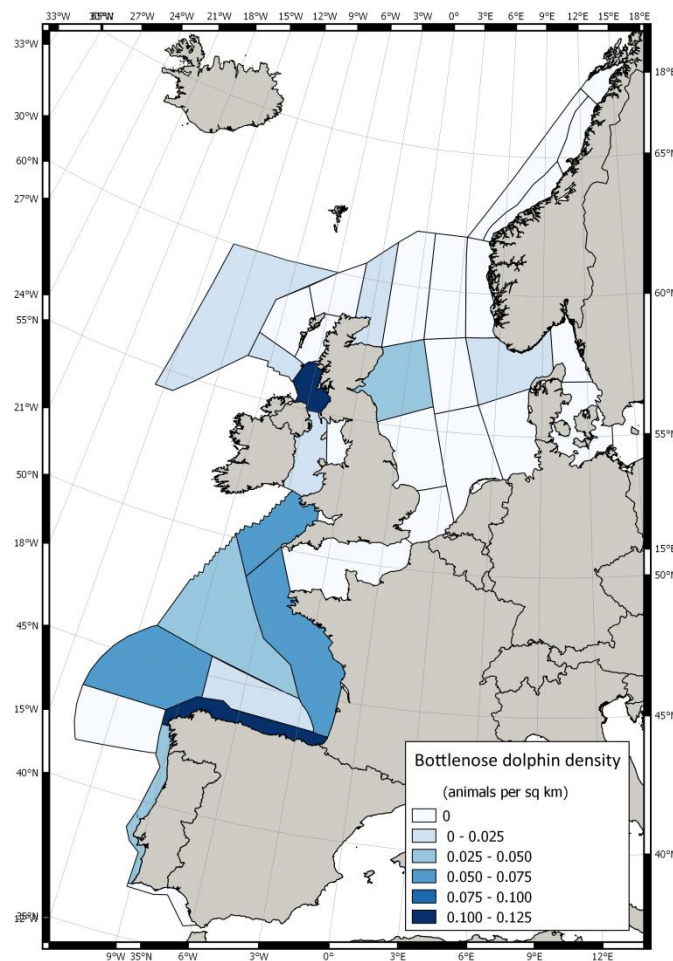 33°W 30°W 27°W 24°W 21°W 18°W 15°W 12°W 9°W 6°W 3°W 0°E 3°E 6°E 9°E 12°E 15°E 18°E
33°W
18°E
30°W
65°N
60°N
27°W
24°W
60°N
55°N
21°W
55°N
50°N
18°W
15°E
50°N
45°N
15°W
45°N
40°N
Bottlenose dolphin density
(animals per sq km)
0
0 - 0.025
0.025 - 0.050
0.050 - 0.075
0.075 - 0.100
0.100 - 0.125
40°N
12°W
9°W 35°N 6°W 3°W 0°E 3°E 6°E 9°E 12°E